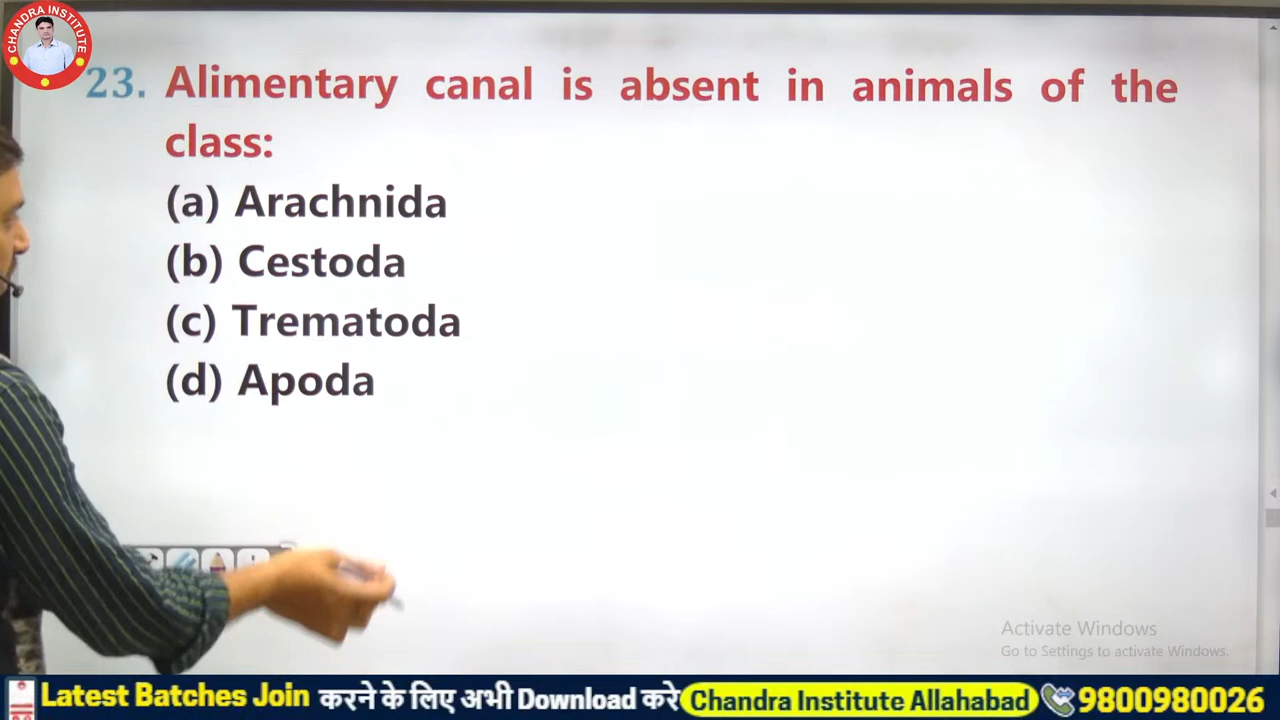 CHANDRA INSTITUTE
23. Alimentary canal is absent in animals of the
class:
(a) Arachnida
(b) Cestoda
(c) Trematoda
(d) Apoda
Activate Windows
Go to Settings to activate Windows.
Latest Batches Join करने के लिए अभी Download करे Chandra Institute Allahabad 9800980026